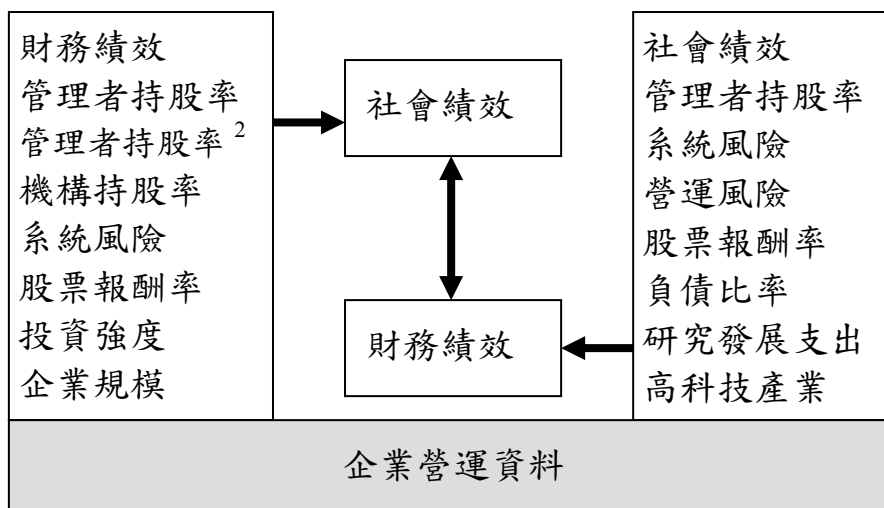 財務績效
管理者持股率
管理者持股率²
機構持股率
系統風險
股票報酬率
投資強度
企業規模
社會績效
財務績效
社會績效
管理者持股率
系統風險
營運風險
股票報酬率
負債比率
研究發展支出
高科技產業
企業營運資料